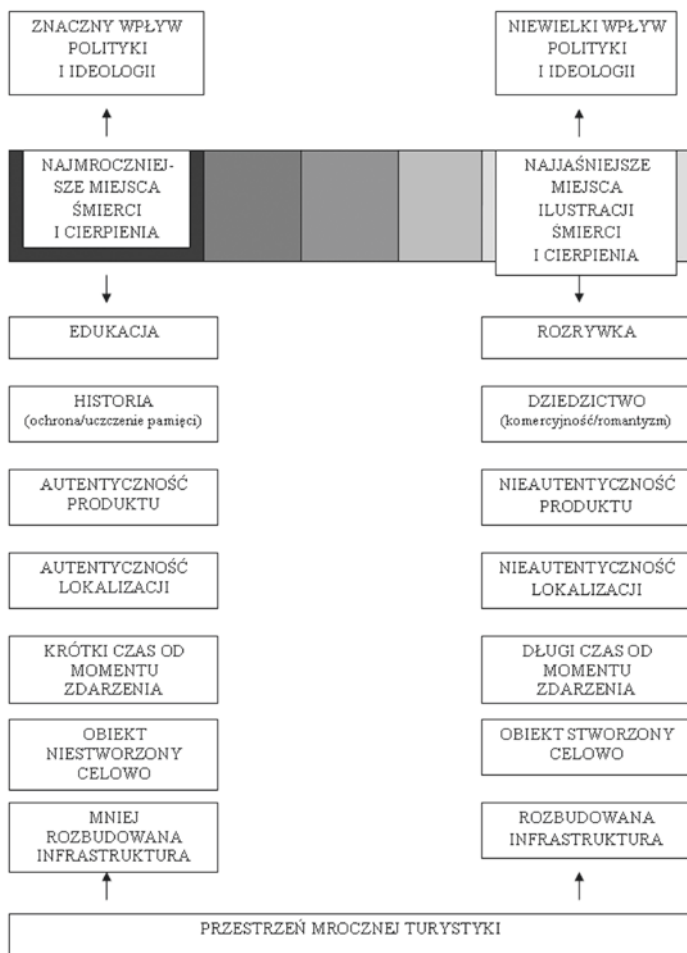 ZNACZNY WPŁYW
POLITYKI
I IDEOLOGII
NIEWIELKI WPŁYW
POLITYKI
I IDEOLOGII
NAJMROCZNIEJ-
SZE MIEJSCA
ŚMIERCI
I CIERPIENIA
NAJJAŚNIEJSZE
MIEJSCA
ILUSTRACJI
ŚMIERCI
I CIERPIENIA
EDUKACJA
ROZRYWKA
HISTORIA
(ochrona/uczczenie pamięci)
DZIEDZICTWO
(komercyjność/romantyzm)
AUTENTYCZNOŚĆ
PRODUKTU
NIEAUTENTYCZNOŚĆ
PRODUKTU
AUTENTYCZNOŚĆ
LOKALIZACJI
NIEAUTENTYCZNOŚĆ
LOKALIZACJI
KRÓTKI CZAS OD
MOMENTU
ZDARZENIA
DŁUGI CZAS OD
MOMENTU
ZDARZENIA
OBIEKT
NIESTWORZONY
CELOWO
OBIEKT STWORZONY
CELOWO
MNIEJ
ROZBUDOWANA
INFRASTRUKTURA
ROZBUDOWANA
INFRASTRUKTURA
PRZESTRZEŃ MROCZNEJ TURYSTYKI